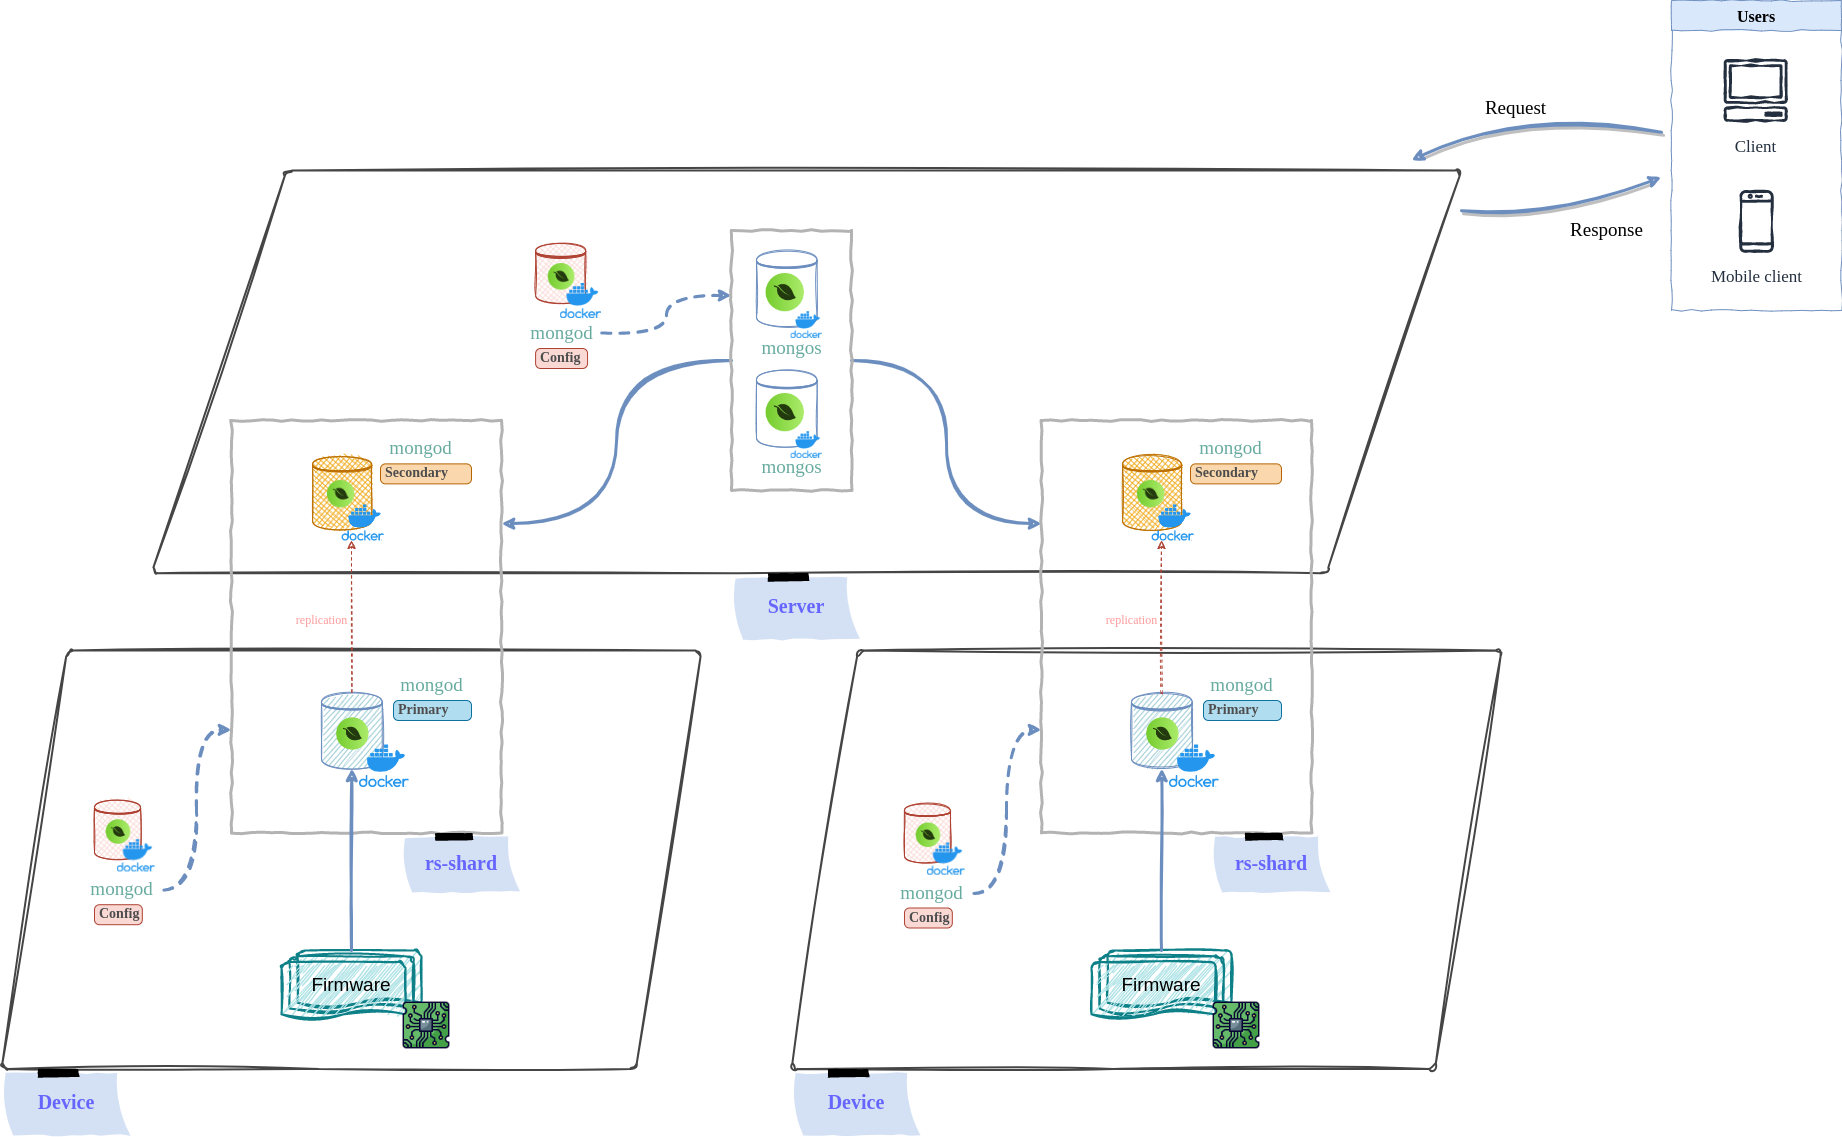 Users
Request
Client
Response
Mobile client
docker
mongod
Config
docker
mongos
docker
mongos
mongod
Secondary
docker
mongod
Secondary
docker
Server
replication
replication
mongod
Primary
docker
mongod
Primary
docker
docker
mongod
Config
rs-shard
docker
mongod
Config
rs-shard
Firmware
Firmware
Device
Device